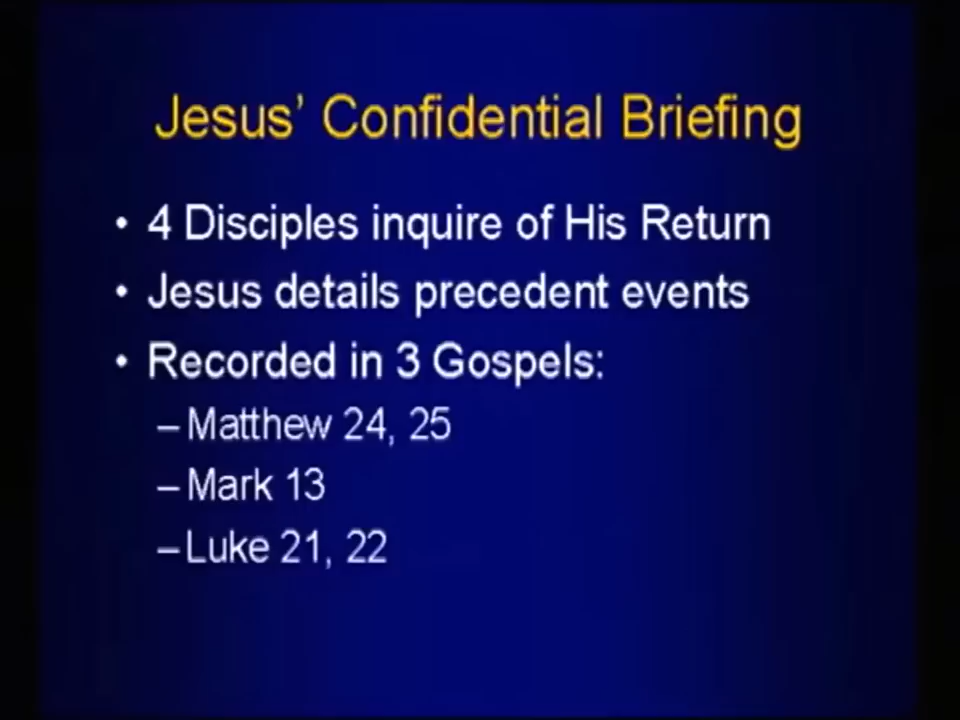 Jesus’ Confidential Briefing
• 4 Disciples inquire of His Return
• Jesus details precedent events
• Recorded in 3 Gospels:
– Matthew 24, 25
– Mark 13
– Luke 21, 22